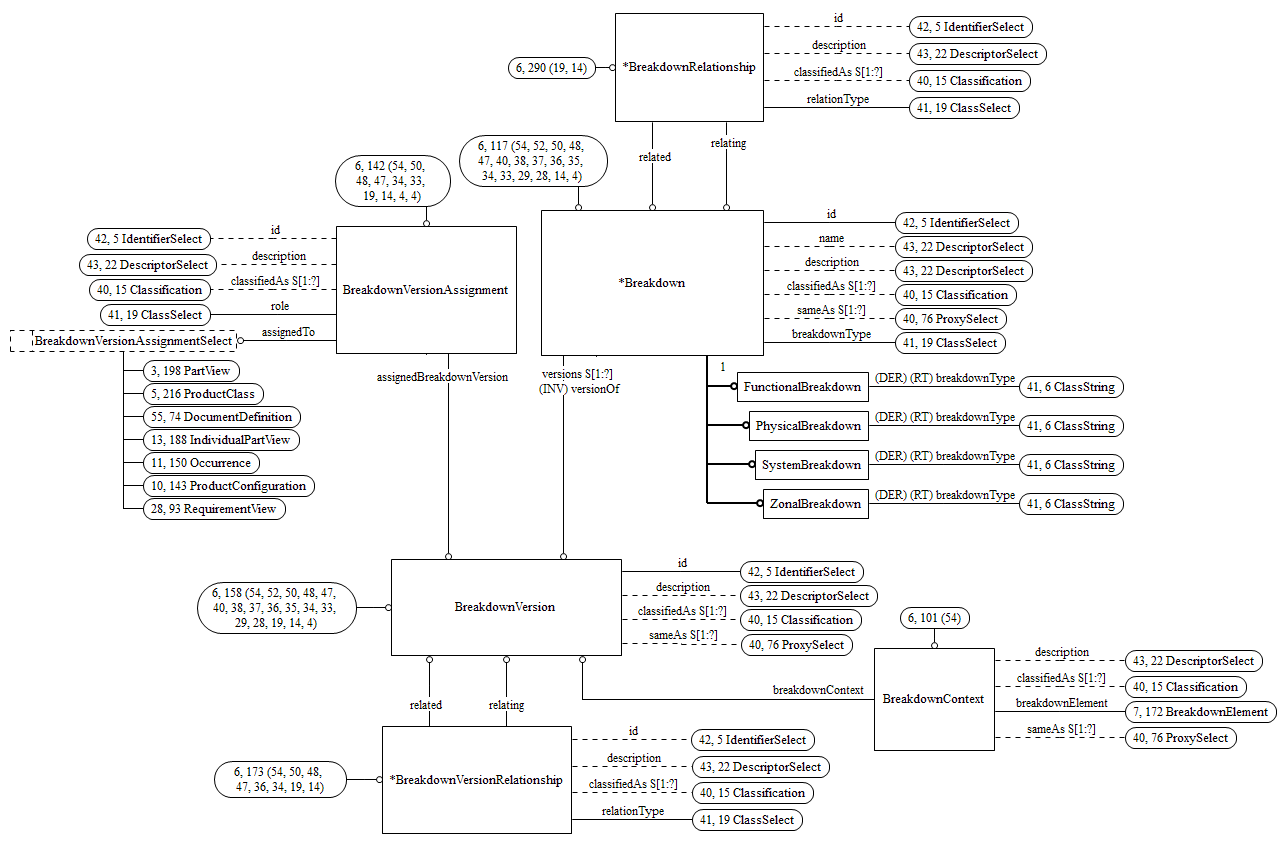 id
42, 5 IdentifierSelect
description
43, 22 DescriptorSelect
6, 290 (19, 14)
*BreakdownRelationship
classifiedAs S[1:?]
40, 15 Classification
relationType
41, 19 ClassSelect
related
relating
6, 117 (54, 52, 50, 48,
47, 40, 38, 37, 36, 35,
34, 33, 29, 28, 14, 4)
6, 142 (54, 50,
48, 47, 34, 33,
19, 14, 4, 4)
id
42, 5 IdentifierSelect
description
43, 22 DescriptorSelect
classifiedAs S[1:?]
40, 15 Classification
role
41, 19 ClassSelect
assignedTo
BreakdownVersionAssignmentSelect
BreakdownVersionAssignment
3, 198 PartView
5, 216 ProductClass
55, 74 DocumentDefinition
13, 188 IndividualPartView
11, 150 Occurrence
10, 143 ProductConfiguration
28, 93 RequirementView
assignedBreakdownVersion
*Breakdown
id
42, 5 IdentifierSelect
name
43, 22 DescriptorSelect
description
43, 22 DescriptorSelect
classifiedAs S[1:?]
40, 15 Classification
sameAs S[1:?]
40, 76 ProxySelect
breakdownType
41, 19 ClassSelect
versions S[1:?]
(INV) versionOf
1
FunctionalBreakdown
(DER) (RT) breakdownType
41, 6 ClassString
PhysicalBreakdown
(DER) (RT) breakdownType
41, 6 ClassString
SystemBreakdown
(DER) (RT) breakdownType
41, 6 ClassString
ZonalBreakdown
(DER) (RT) breakdownType
41, 6 ClassString
6, 158 (54, 52, 50, 48, 47,
40, 38, 37, 36, 35, 34, 33,
29, 28, 19, 14, 4)
BreakdownVersion
id
42, 5 IdentifierSelect
description
43, 22 DescriptorSelect
classifiedAs S[1:?]
40, 15 Classification
sameAs S[1:?]
40, 76 ProxySelect
6, 101 (54)
breakdownContext
BreakdownContext
description
43, 22 DescriptorSelect
classifiedAs S[1:?]
40, 15 Classification
breakdownElement
7, 172 BreakdownElement
sameAs S[1:?]
40, 76 ProxySelect
related
relating
6, 173 (54, 50, 48,
47, 36, 34, 19, 14)
*BreakdownVersionRelationship
id
42, 5 IdentifierSelect
description
43, 22 DescriptorSelect
classifiedAs S[1:?]
40, 15 Classification
relationType
41, 19 ClassSelect